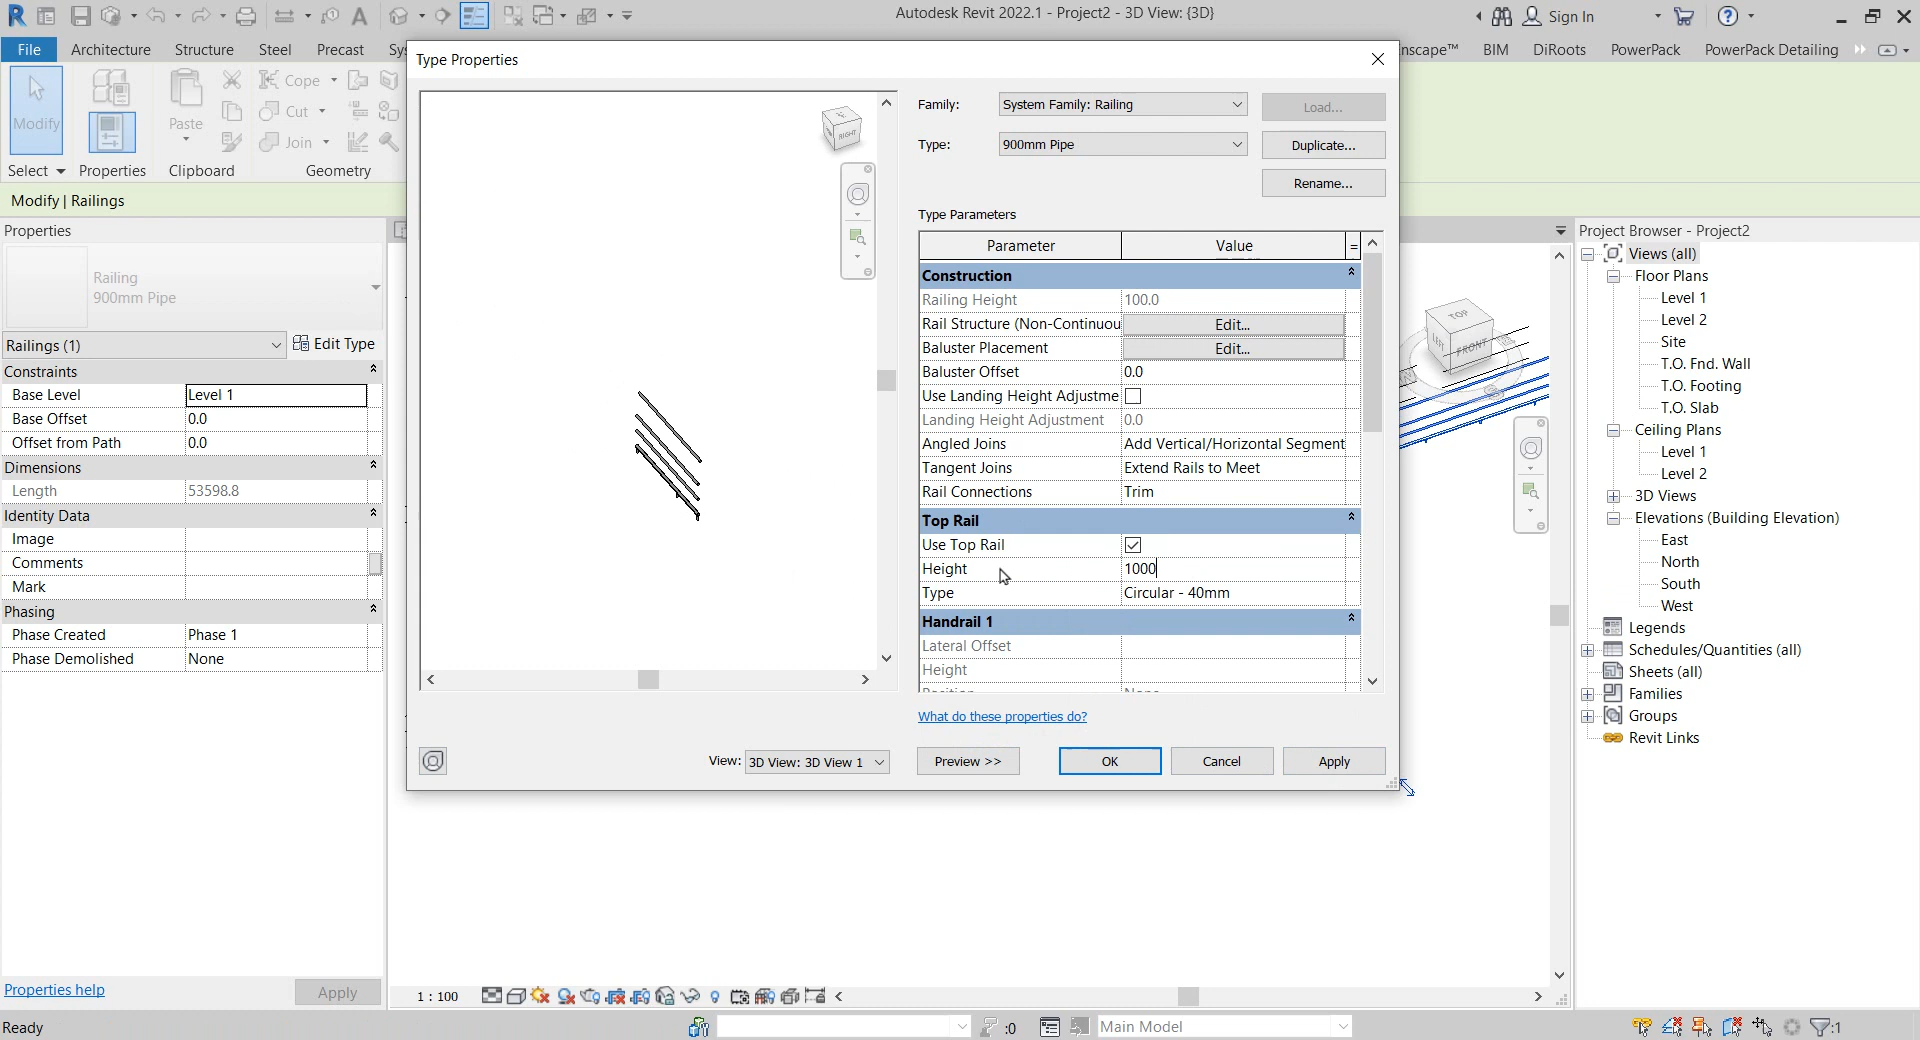 Autodesk Revit 2022.1 - Project2 - 3D View: {3D}
Sign In
File
Architecture
Structure
Steel
Precast
nscape™
BIM
DiRoots
PowerPack
PowerPack Detailing
Modify
Paste
Cope
Cut
Join
Select
Properties
Clipboard
Geometry
Modify | Railings
Properties
Railing
900mm Pipe
Railings (1)
Edit Type
Constraints
Base Level
Level 1
Base Offset
0.0
Offset from Path
0.0
Dimensions
Length
53598.8
Identity Data
Image
Comments
Mark
Phasing
Phase Created
Phase 1
Phase Demolished
None
Properties help
Apply
Type Properties
RIGHT
View:
3D View: 3D View 1
Family:
System Family: Railing
Load...
Type:
900mm Pipe
Duplicate...
Rename...
Type Parameters
Parameter
Value
=
Construction
Railing Height
100.0
Rail Structure (Non-Continuou
Edit...
Baluster Placement
Edit...
Baluster Offset
0.0
Use Landing Height Adjustme
Landing Height Adjustment
0.0
Angled Joins
Add Vertical/Horizontal Segment
Tangent Joins
Extend Rails to Meet
Rail Connections
Trim
Top Rail
Use Top Rail
Height
1000
Type
Circular - 40mm
Handrail 1
Lateral Offset
Height
What do these properties do?
Preview >>
OK
Cancel
Apply
TOP
LEFT
FRONT
Project Browser - Project2
Views (all)
Floor Plans
Level 1
Level 2
Site
T.O. Fnd. Wall
T.O. Footing
T.O. Slab
Ceiling Plans
Level 1
Level 2
3D Views
Elevations (Building Elevation)
East
North
South
West
Legends
Schedules/Quantities (all)
Sheets (all)
Families
Groups
Revit Links
1 : 100
Ready
:0
Main Model
:1